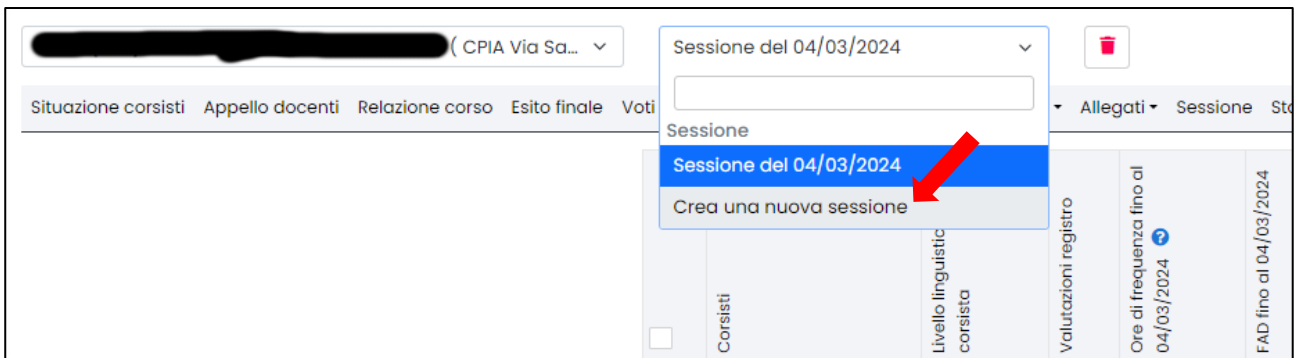 ( CPIA Via Sa...
Sessione del 04/03/2024
Situazione corsisti Appello docenti Relazione corso Esito finale Voti
Allegati Sessione
Sessione
Sessione del 04/03/2024
Crea una nuova sessione
Corsisti
Livello linguistic
corsista
Valutazioni registro
Ore di frequenza fino al
04/03/2024
FAD fino al 04/03/2024